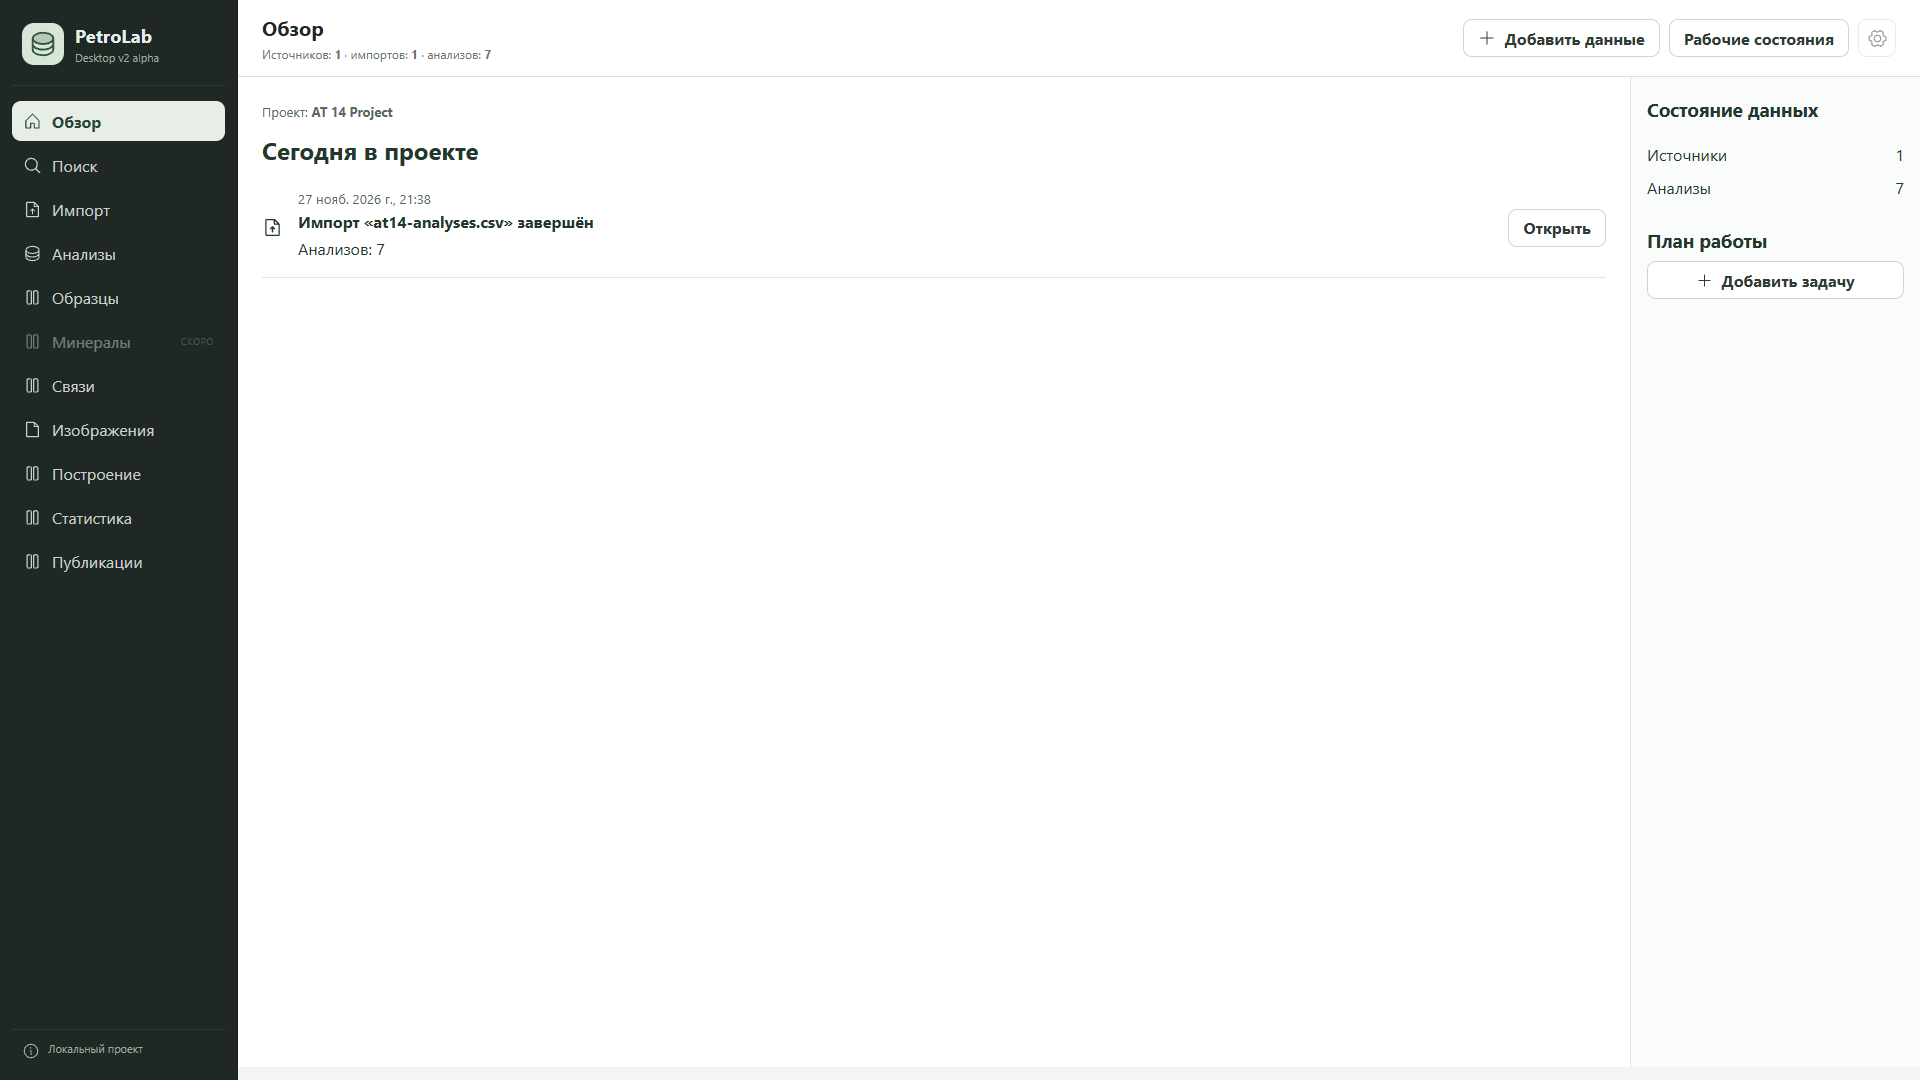 PetroLab
Desktop v2 alpha
Обзор
Поиск
Импорт
Анализы
Образцы
Минералы СКОРО
Связи
Изображения
Построение
Статистика
Публикации
Локальный проект
Обзор
Источников: 1 · импортов: 1 · анализов: 7
Добавить данные
Рабочие состояния
Проект: AT 14 Project
Сегодня в проекте
27 нояб. 2026 г., 21:38
Импорт «at14-analyses.csv» завершён
Анализов: 7
Открыть
Состояние данных
Источники 1
Анализы 7
План работы
Добавить задачу